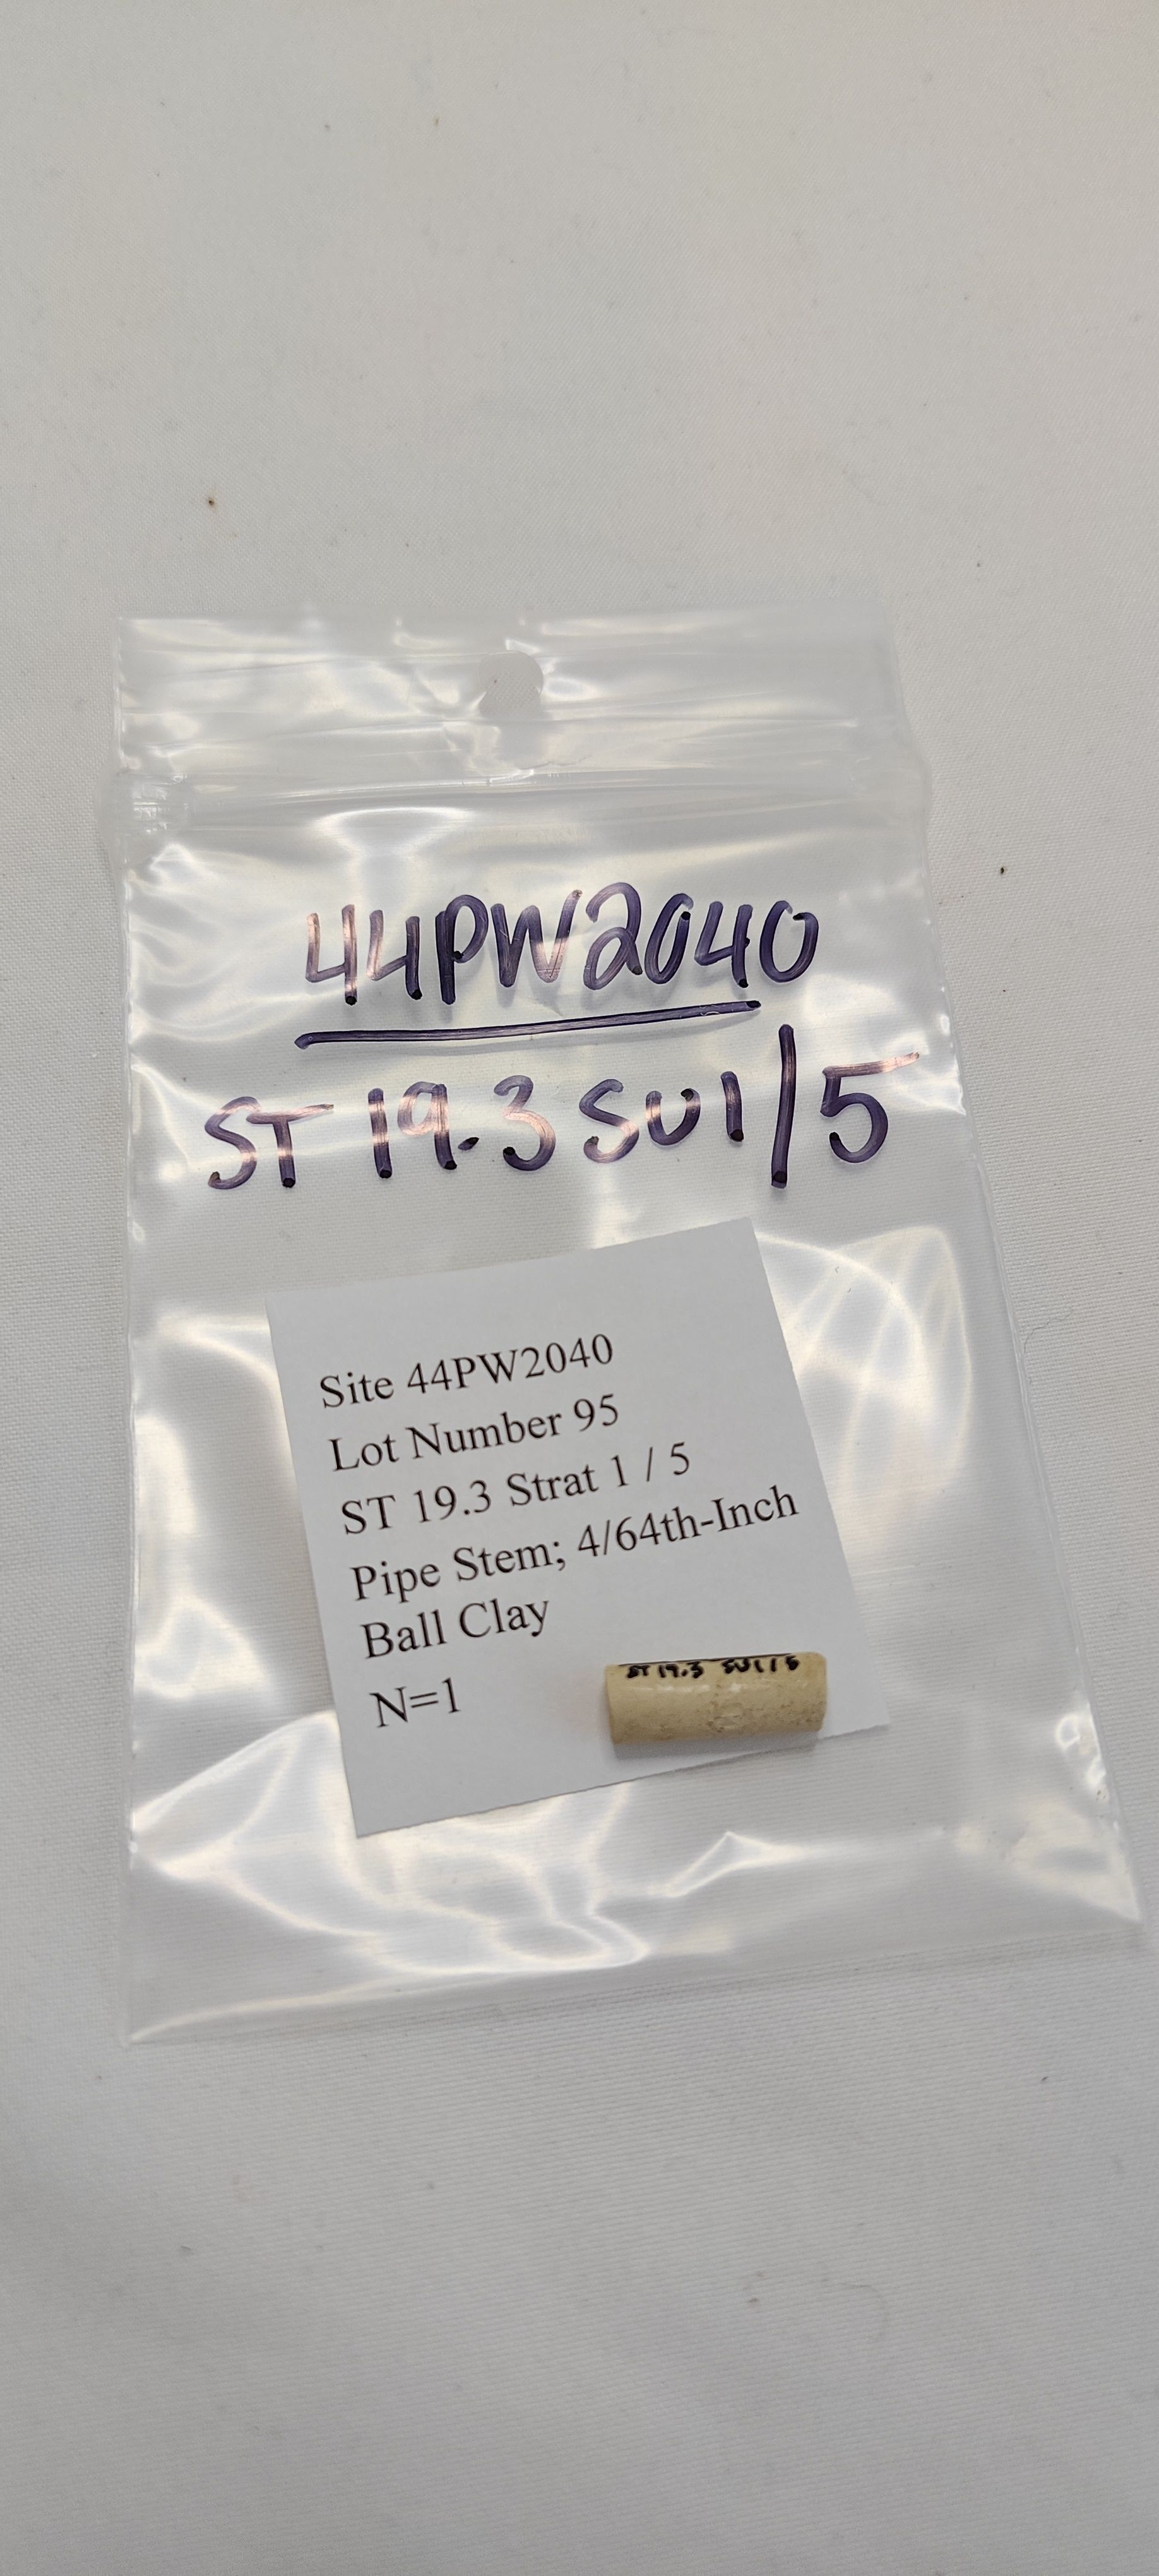 44PW2040
ST 19.3 SU1/5
Site 44PW2040
Lot Number 95
ST 19.3 Strat 1 / 5
Pipe Stem; 4/64th-Inch
Ball Clay
N=1
ST 19.3 SU1/5